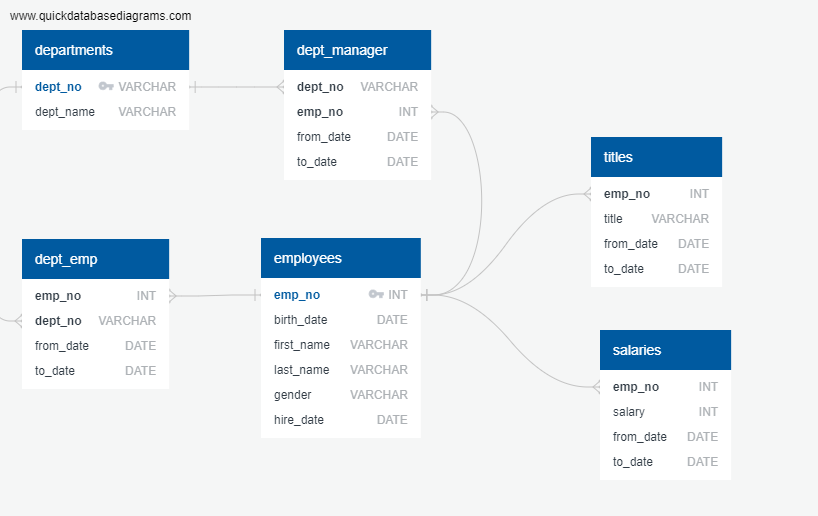 www.quickdatabasediagrams.com
departments
dept_no VARCHAR
dept_name VARCHAR
dept_manager
dept_no VARCHAR
emp_no INT
from_date DATE
to_date DATE
titles
emp_no INT
title VARCHAR
from_date DATE
to_date DATE
dept_emp
emp_no INT
dept_no VARCHAR
from_date DATE
to_date DATE
employees
emp_no INT
birth_date DATE
first_name VARCHAR
last_name VARCHAR
gender VARCHAR
hire_date DATE
salaries
emp_no INT
salary INT
from_date DATE
to_date DATE